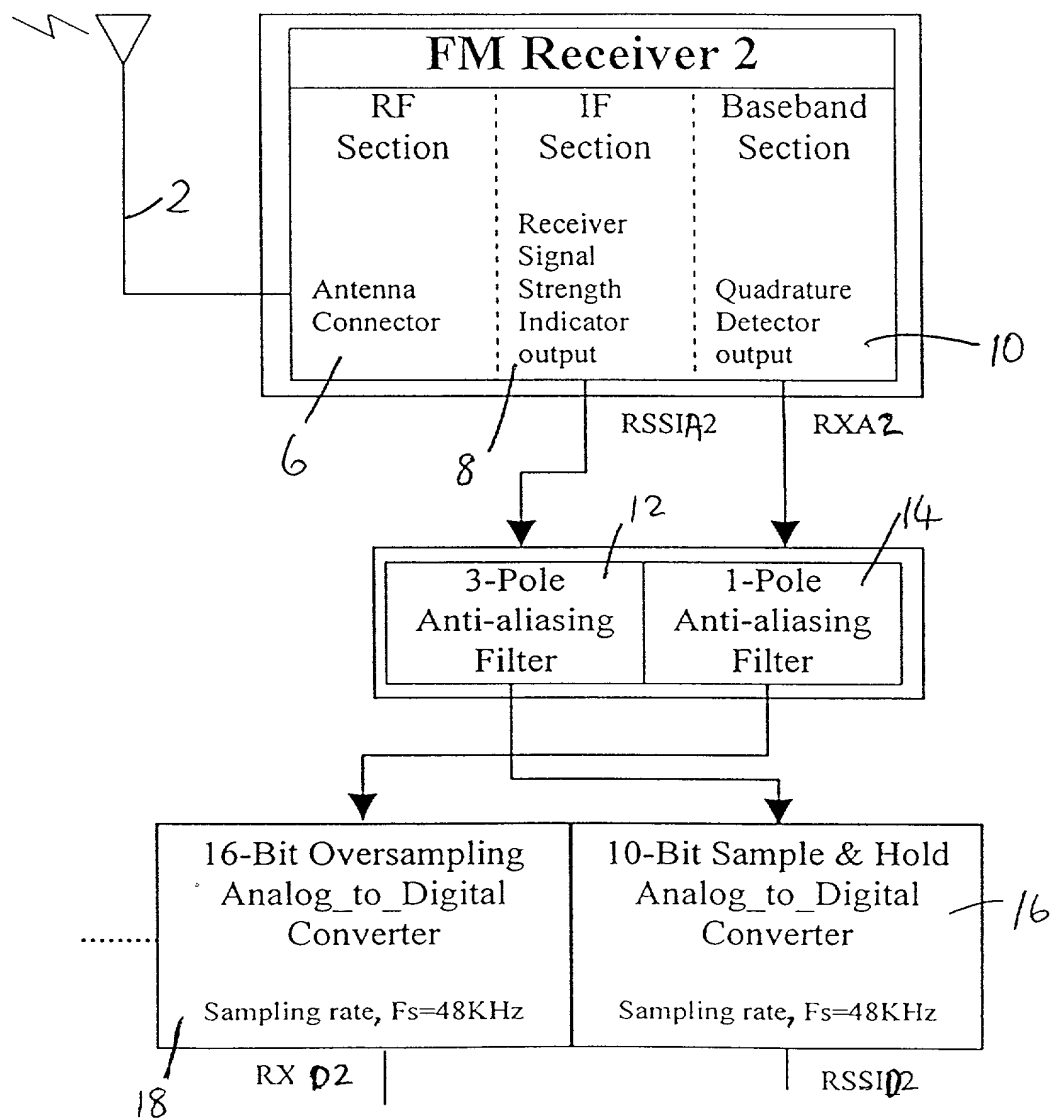 FM Receiver 2
RF
Section
IF
Section
Baseband
Section
2
Receiver
Signal
Strength
Indicator
output
Antenna
Connector
Quadrature
Detector
output
10
6
8
RSSIA2
RXA2
12
14
3-Pole
Anti-aliasing
Filter
1-Pole
Anti-aliasing
Filter
16-Bit Oversampling
Analog_to_Digital
Converter
Sampling rate, Fs=48KHz
10-Bit Sample & Hold
Analog_to_Digital
Converter
Sampling rate, Fs=48KHz
16
18
RX D2
RSSID2